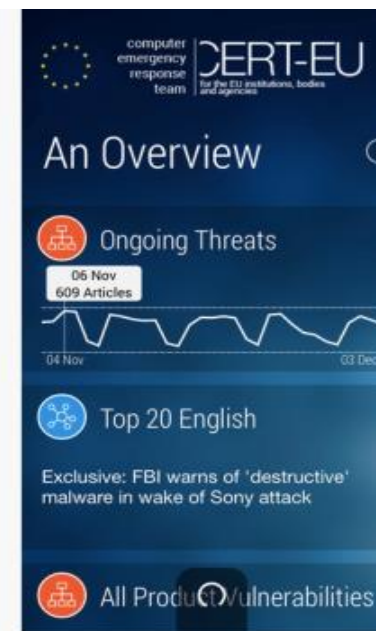 computer
emergency
response
team
CERT-EU
for the EU institutions, bodies
and agencies
An Overview
Ongoing Threats
06 Nov
609 Articles
04 Nov
03 Dec
Top 20 English
Exclusive: FBI warns of 'destructive'
malware in wake of Sony attack
All Product Vulnerabilities